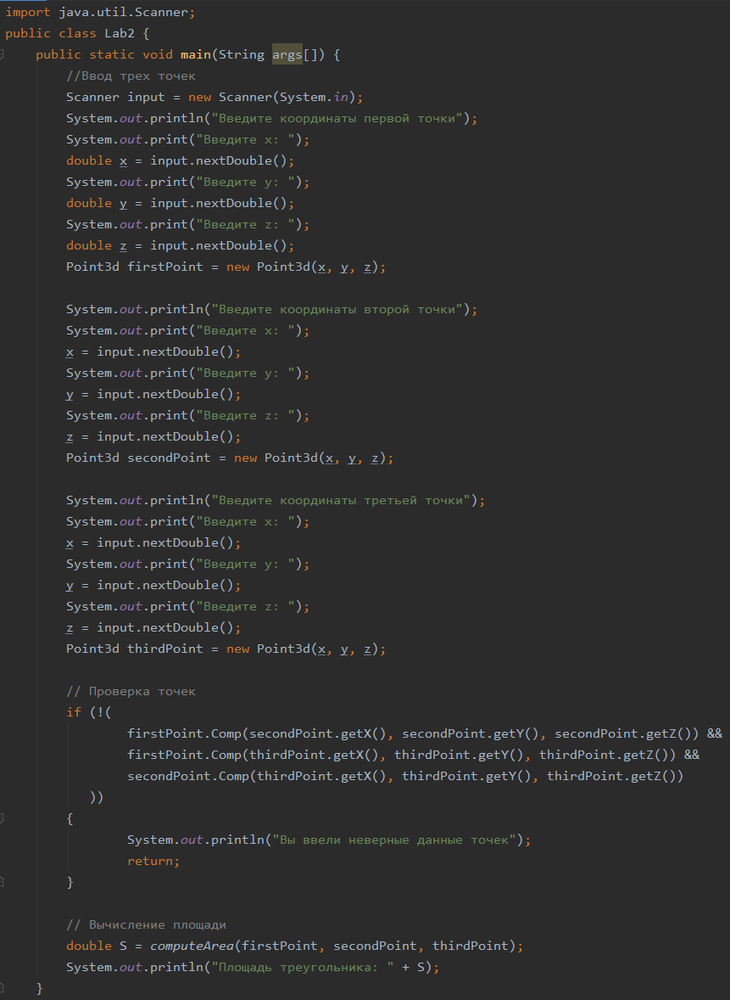 import java.util.Scanner;
public class Lab2 {
public static void main(String args[]) {
//Ввод трех точек
Scanner input = new Scanner(System.in);
System.out.println("Введите координаты первой точки");
System.out.print("Введите x: ");
double x = input.nextDouble();
System.out.print("Введите y: ");
double y = input.nextDouble();
System.out.print("Введите z: ");
double z = input.nextDouble();
Point3d firstPoint = new Point3d(x, y, z);
System.out.println("Введите координаты второй точки");
System.out.print("Введите x: ");
x = input.nextDouble();
System.out.print("Введите y: ");
y = input.nextDouble();
System.out.print("Введите z: ");
z = input.nextDouble();
Point3d secondPoint = new Point3d(x, y, z);
System.out.println("Введите координаты третьей точки");
System.out.print("Введите x: ");
x = input.nextDouble();
System.out.print("Введите y: ");
y = input.nextDouble();
System.out.print("Введите z: ");
z = input.nextDouble();
Point3d thirdPoint = new Point3d(x, y, z);
// Проверка точек
if (!(
firstPoint.Comp(secondPoint.getX(), secondPoint.getY(), secondPoint.getZ()) &&
firstPoint.Comp(thirdPoint.getX(), thirdPoint.getY(), thirdPoint.getZ()) &&
secondPoint.Comp(thirdPoint.getX(), thirdPoint.getY(), thirdPoint.getZ())
))
{
System.out.println("Вы ввели неверные данные точек");
return;
}
// Вычисление площади
double S = computeArea(firstPoint, secondPoint, thirdPoint);
System.out.println("Площадь треугольника: " + S);
}